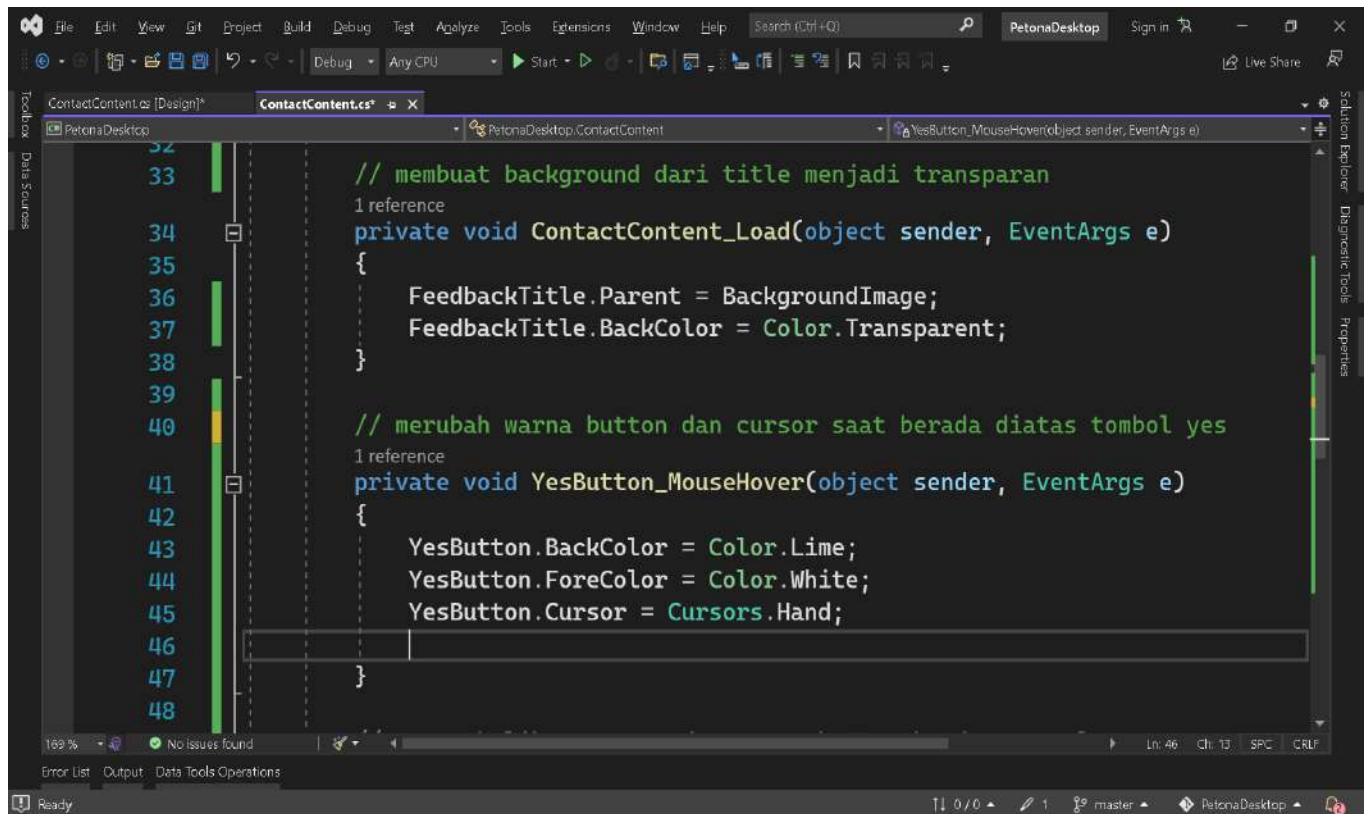 File Edit View Git Project Build Debug Test Analyze Tools Extensions Window Help Search (Ctrl+Q) PetonaDesktop Sign in
Debug Any CPU Start Live Share
ContactContent.cs [Design]* ContactContent.cs*
PetonaDesktop PetonaDesktop.ContactContent YesButton_MouseHover(object sender, EventArgs e)
Toolbox
Data Sources
Solution Explorer
Diagnostic Tools
Properties
32
33 // membuat background dari title menjadi transparan
1 reference
34 private void ContactContent_Load(object sender, EventArgs e)
35 {
36 FeedbackTitle.Parent = BackgroundImage;
37 FeedbackTitle.BackColor = Color.Transparent;
38 }
39
40 // merubah warna button dan cursor saat berada diatas tombol yes
1 reference
41 private void YesButton_MouseHover(object sender, EventArgs e)
42 {
43 YesButton.BackColor = Color.Lime;
44 YesButton.ForeColor = Color.White;
45 YesButton.Cursor = Cursors.Hand;
46
47 }
48
169 % No issues found Ln: 46 Ch: 13 SPC CRLF
Error List Output Data Tools Operations
Ready 0 / 0 1 master PetonaDesktop 2